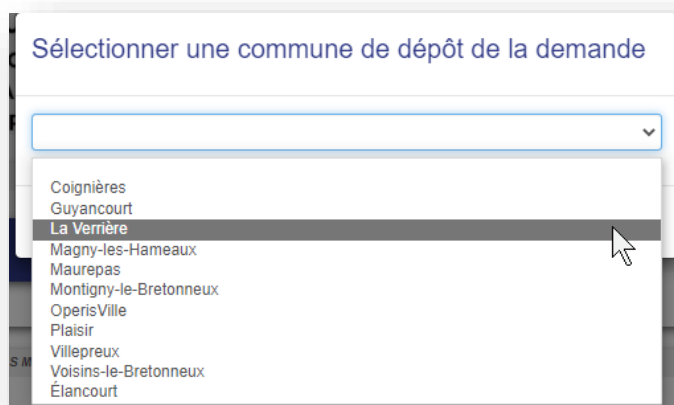 Sélectionner une commune de dépôt de la demande
Coignières
Guyancourt
La Verrière
Magny-les-Hameaux
Maurepas
Montigny-le-Bretonneux
OperisVille
Plaisir
Villepreux
Voisins-le-Bretonneux
Élancourt
S M